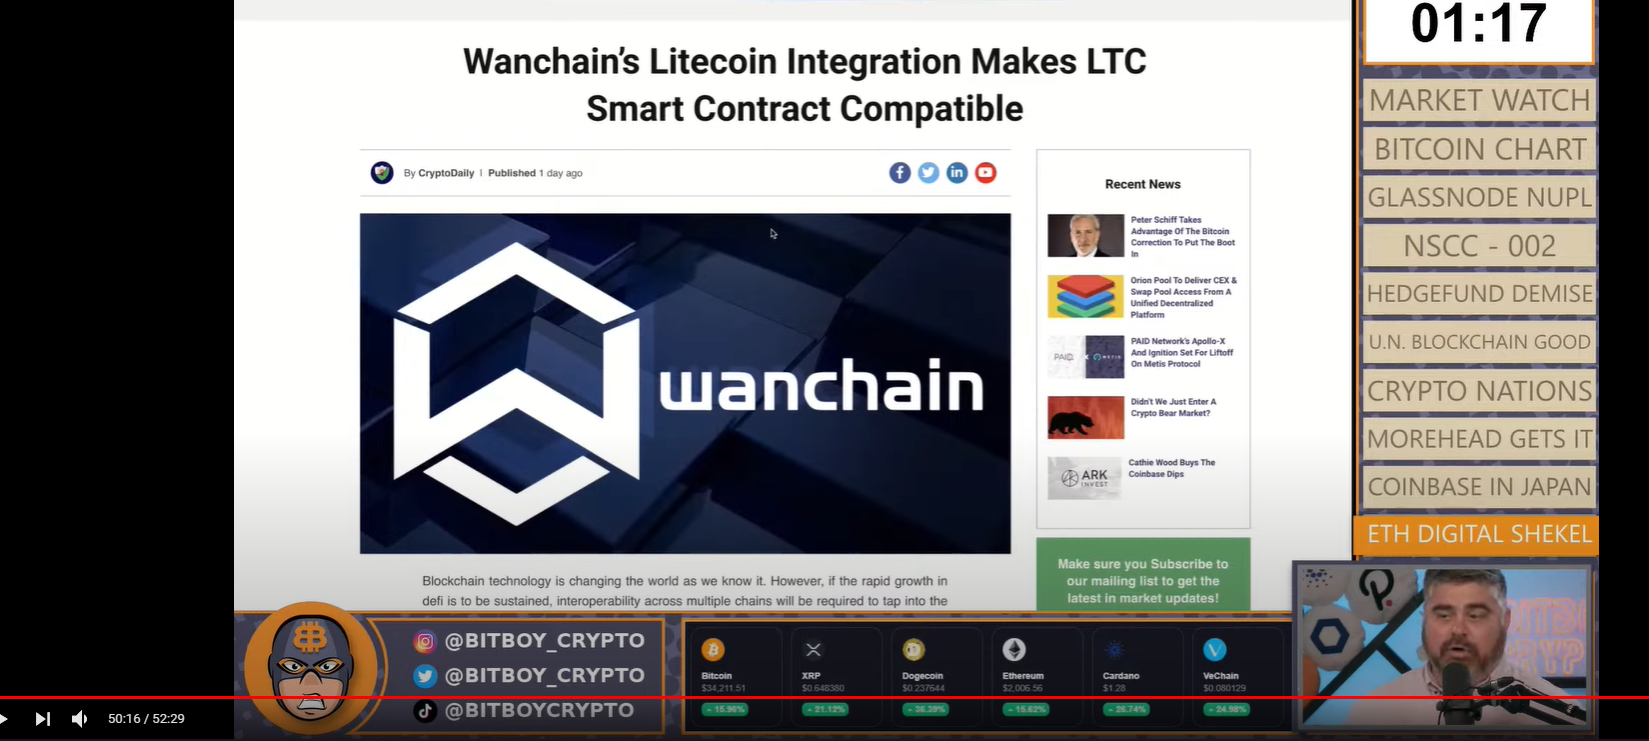 Wanchain's Litecoin Integration Makes LTC
Smart Contract Compatible
By CryptoDaily | Published 1 day ago
wanchain
Blockchain technology is changing the world as we know it. However, if the rapid growth in
defi is to be sustained, interoperability across multiple chains will be required to tap into the
Recent News
Peter Schiff Takes
Advantage Of The Bitcoin
Correction To Put The Boot
In
Orion Pool To Deliver CEX &
Swap Pool Access From A
Unified Decentralized
Platform
PAID
PAID Network's Apollo-X
And Ignition Set For Liftoff
On Metis Protocol
Didn't We Just Enter A
Crypto Bear Market?
ARK
INVEST
Cathie Wood Buys The
Coinbase Dips
Make sure you Subscribe to
our mailing list to get the
latest in market updates!
01:17
MARKET WATCH
BITCOIN CHART
GLASSNODE NUPL
NSCC - 002
HEDGEFUND DEMISE
U.N. BLOCKCHAIN GOOD
CRYPTO NATIONS
MOREHEAD GETS IT
COINBASE IN JAPAN
ETH DIGITAL SHEKEL
@BITBOY_CRYPTO
@BITBOY_CRYPTO
@BITBOYCRYPTO
Bitcoin
$34,211.51
15.96%
XRP
$0.648380
21.12%
Dogecoin
$0.237644
36.39%
Ethereum
$2,006.56
15.62%
Cardano
$1.28
26.74%
VeChain
$0.080129
24.98%
50:16 / 52:29